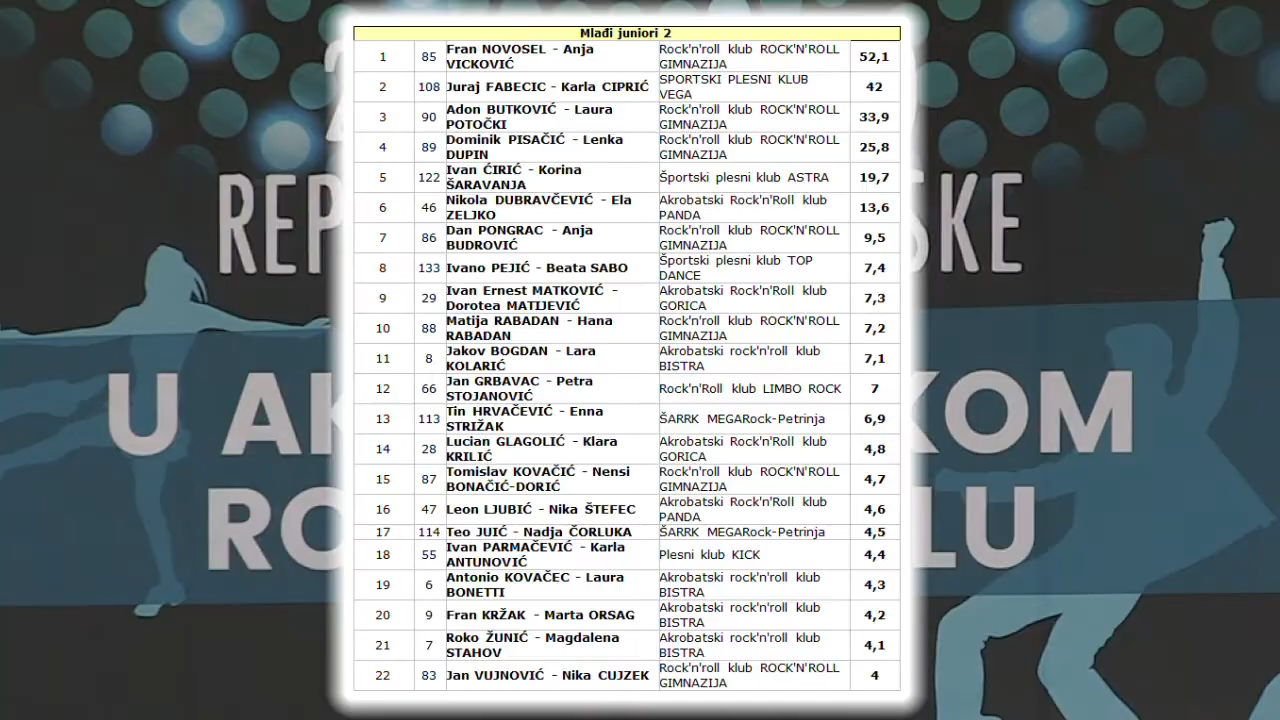 Mlađi juniori 2
1 85 Fran NOVOSEL - Anja VICKOVIĆ Rock'n'roll klub ROCK'N'ROLL GIMNAZIJA 52,1
2 108 Juraj FABECIC - Karla CIPRIĆ SPORTSKI PLESNI KLUB VEGA 42
3 90 Adon BUTKOVIĆ - Laura POTOČKI Rock'n'roll klub ROCK'N'ROLL GIMNAZIJA 33,9
4 89 Dominik PISAČIĆ - Lenka DUPIN Rock'n'roll klub ROCK'N'ROLL GIMNAZIJA 25,8
5 122 Ivan ĆIRIĆ - Korina ŠARAVANJA Športski plesni klub ASTRA 19,7
6 46 Nikola DUBRAVČEVIĆ - Ela ZELJKO Akrobatski Rock'n'Roll klub PANDA 13,6
7 86 Dan PONGRAC - Anja BUDROVIĆ Rock'n'roll klub ROCK'N'ROLL GIMNAZIJA 9,5
8 133 Ivano PEJIĆ - Beata SABO Športski plesni klub TOP DANCE 7,4
9 29 Ivan Ernest MATKOVIĆ - Dorotea MATIJEVIĆ Akrobatski Rock'n'Roll klub GORICA 7,3
10 88 Matija RABADAN - Hana RABADAN Rock'n'roll klub ROCK'N'ROLL GIMNAZIJA 7,2
11 8 Jakov BOGDAN - Lara KOLARIĆ Akrobatski rock'n'roll klub BISTRA 7,1
12 66 Jan GRBAVAC - Petra STOJANOVIĆ Rock'n'Roll klub LIMBO ROCK 7
13 113 Tin HRVAČEVIĆ - Enna STRIŽAK ŠARRK MEGARock-Petrinja 6,9
14 28 Lucian GLAGOLIĆ - Klara KRILIĆ Akrobatski Rock'n'Roll klub GORICA 4,8
15 87 Tomislav KOVAČIĆ - Nensi BONAČIĆ-DORIĆ Rock'n'roll klub ROCK'N'ROLL GIMNAZIJA 4,7
16 47 Leon LJUBIĆ - Nika ŠTEFEC Akrobatski Rock'n'Roll klub PANDA 4,6
17 114 Teo JUIĆ - Nadja ČORLUKA ŠARRK MEGARock-Petrinja 4,5
18 55 Ivan PARMAČEVIĆ - Karla ANTUNOVIĆ Plesni klub KICK 4,4
19 6 Antonio KOVAČEC - Laura BONETTI Akrobatski rock'n'roll klub BISTRA 4,3
20 9 Fran KRŽAK - Marta ORSAG Akrobatski rock'n'roll klub BISTRA 4,2
21 7 Roko ŽUNIĆ - Magdalena STAHOV Akrobatski rock'n'roll klub BISTRA 4,1
22 83 Jan VUJNOVIĆ - Nika CUJZEK Rock'n'roll klub ROCK'N'ROLL GIMNAZIJA 4
REP SKE
U AK KOM
RO LU